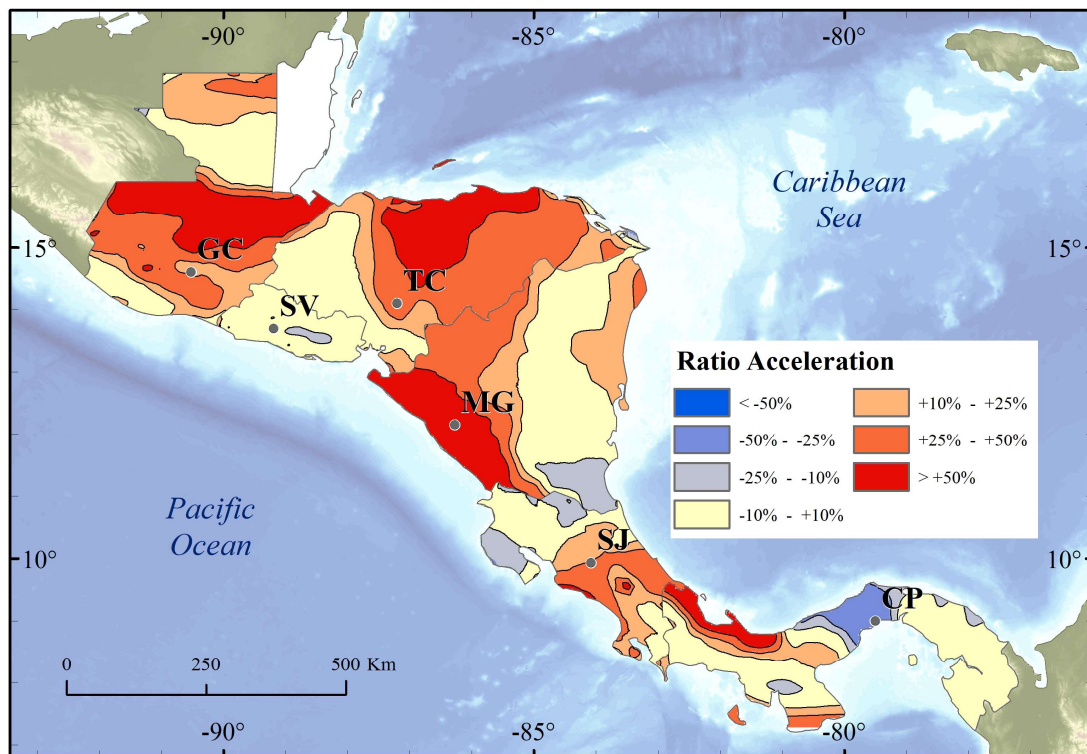 -90°
-85°
-80°
Caribbean
Sea
15°
15°
GC
TC
SV
MG
Ratio Acceleration
< -50%
+10% - +25%
-50% - -25%
+25% - +50%
-25% - -10%
> +50%
-10% - +10%
Pacific
Ocean
SJ
10°
10°
CP
0
250
500 Km
-90°
-85°
-80°